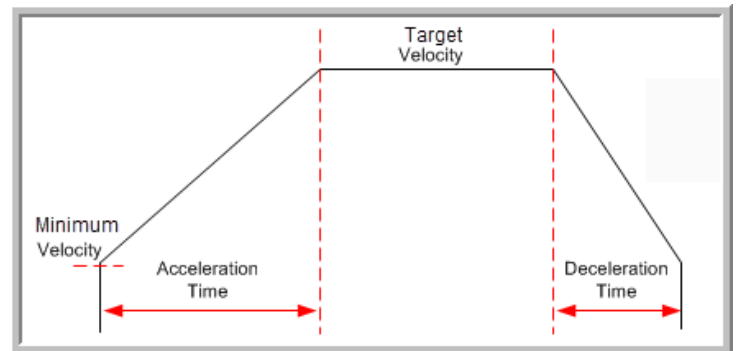 Target
Velocity
Minimum
Velocity
Acceleration
Time
Deceleration
Time